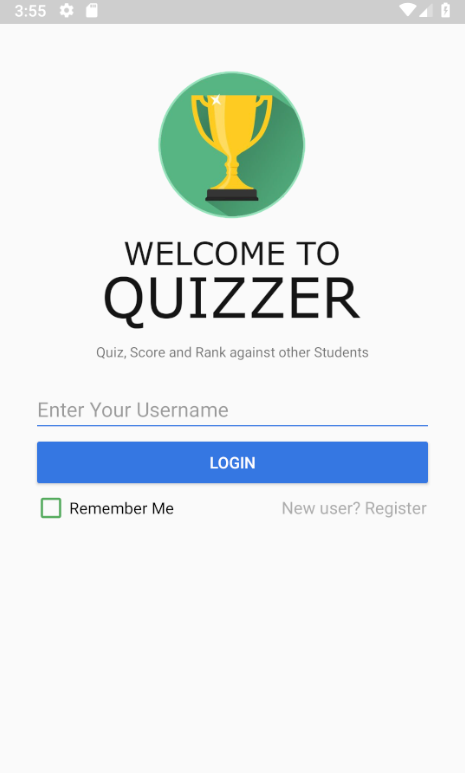 3:55
WELCOME TO
QUIZZER
Quiz, Score and Rank against other Students
Enter Your Username
LOGIN
Remember Me
New user? Register